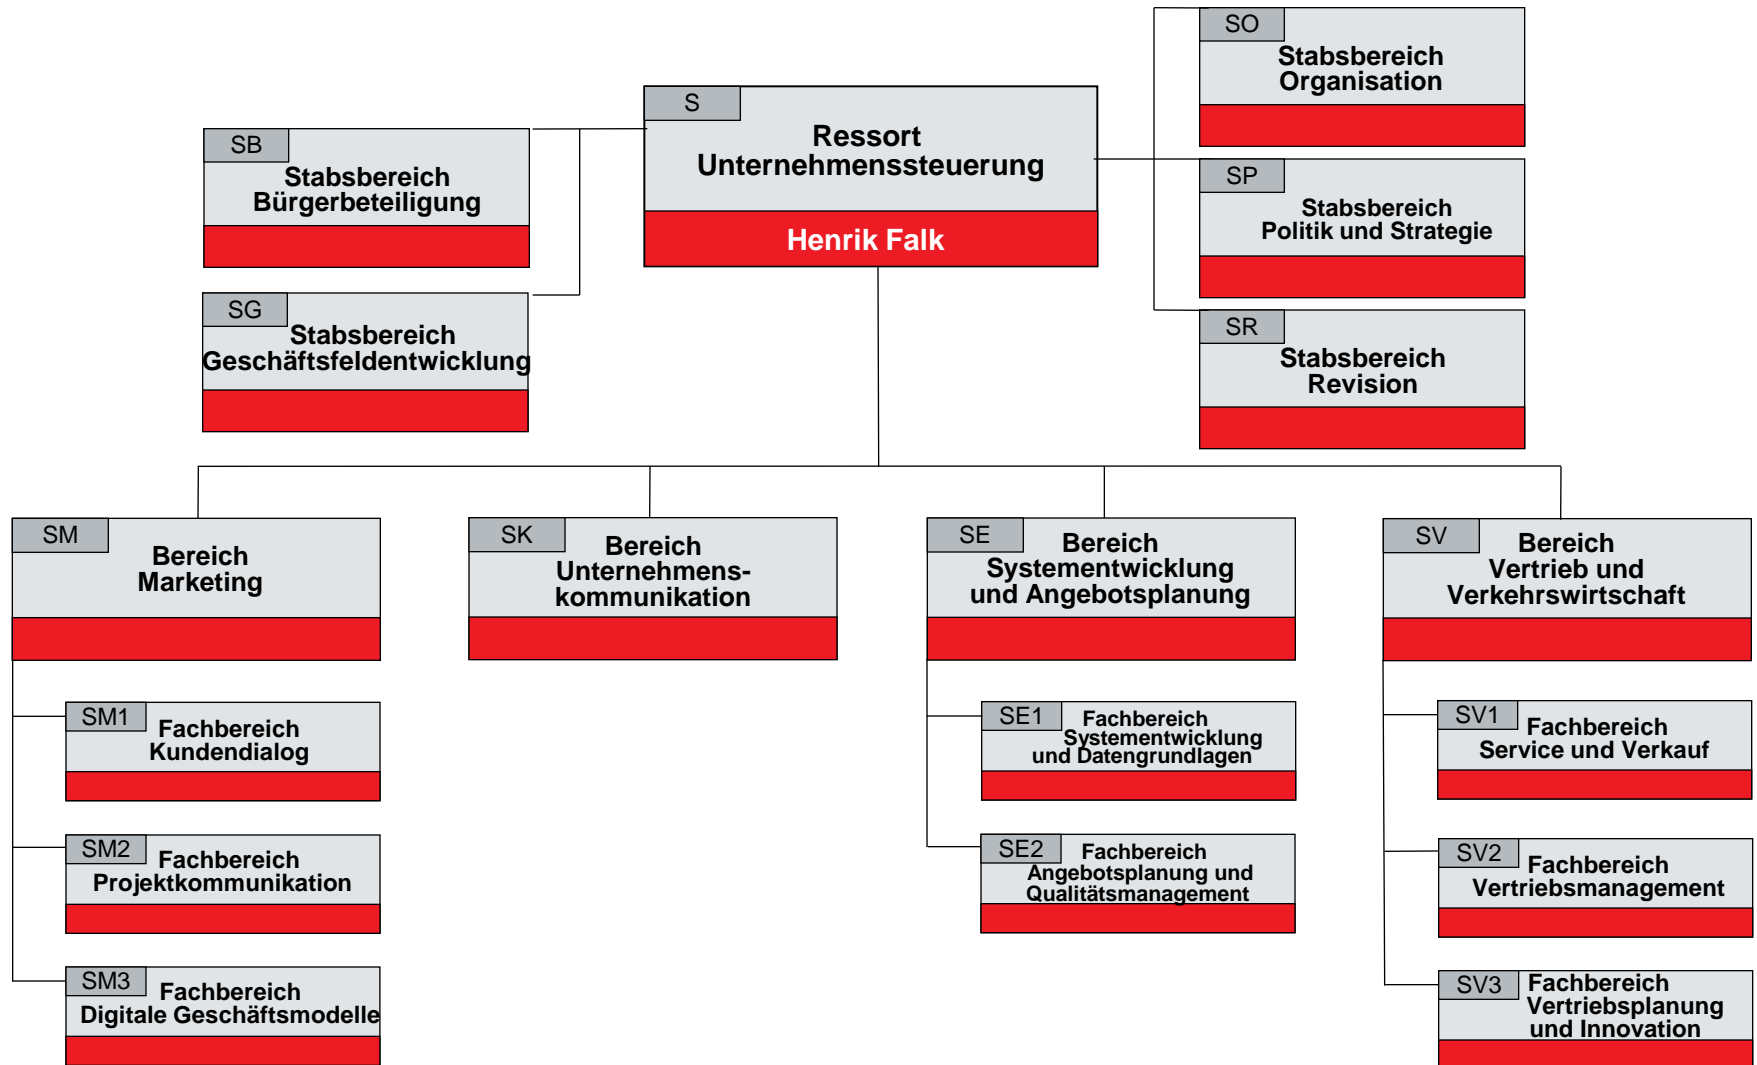 S
Ressort
Unternehmenssteuerung
Henrik Falk
SB
Stabsbereich
Bürgerbeteiligung
SG
Stabsbereich
Geschäftsfeldentwicklung
SO
Stabsbereich
Organisation
SP
Stabsbereich
Politik und Strategie
SR
Stabsbereich
Revision
SM
Bereich
Marketing
SM1
Fachbereich
Kundendialog
SM2
Fachbereich
Projektkommunikation
SM3
Fachbereich
Digitale Geschäftsmodelle
SK
Bereich
Unternehmens-
kommunikation
SE
Bereich
Systementwicklung
und Angebotsplanung
SE1
Fachbereich
Systementwicklung
und Datengrundlagen
SE2
Fachbereich
Angebotsplanung und
Qualitätsmanagement
SV
Bereich
Vertrieb und
Verkehrswirtschaft
SV1
Fachbereich
Service und Verkauf
SV2
Fachbereich
Vertriebsmanagement
SV3
Fachbereich
Vertriebsplanung
und Innovation